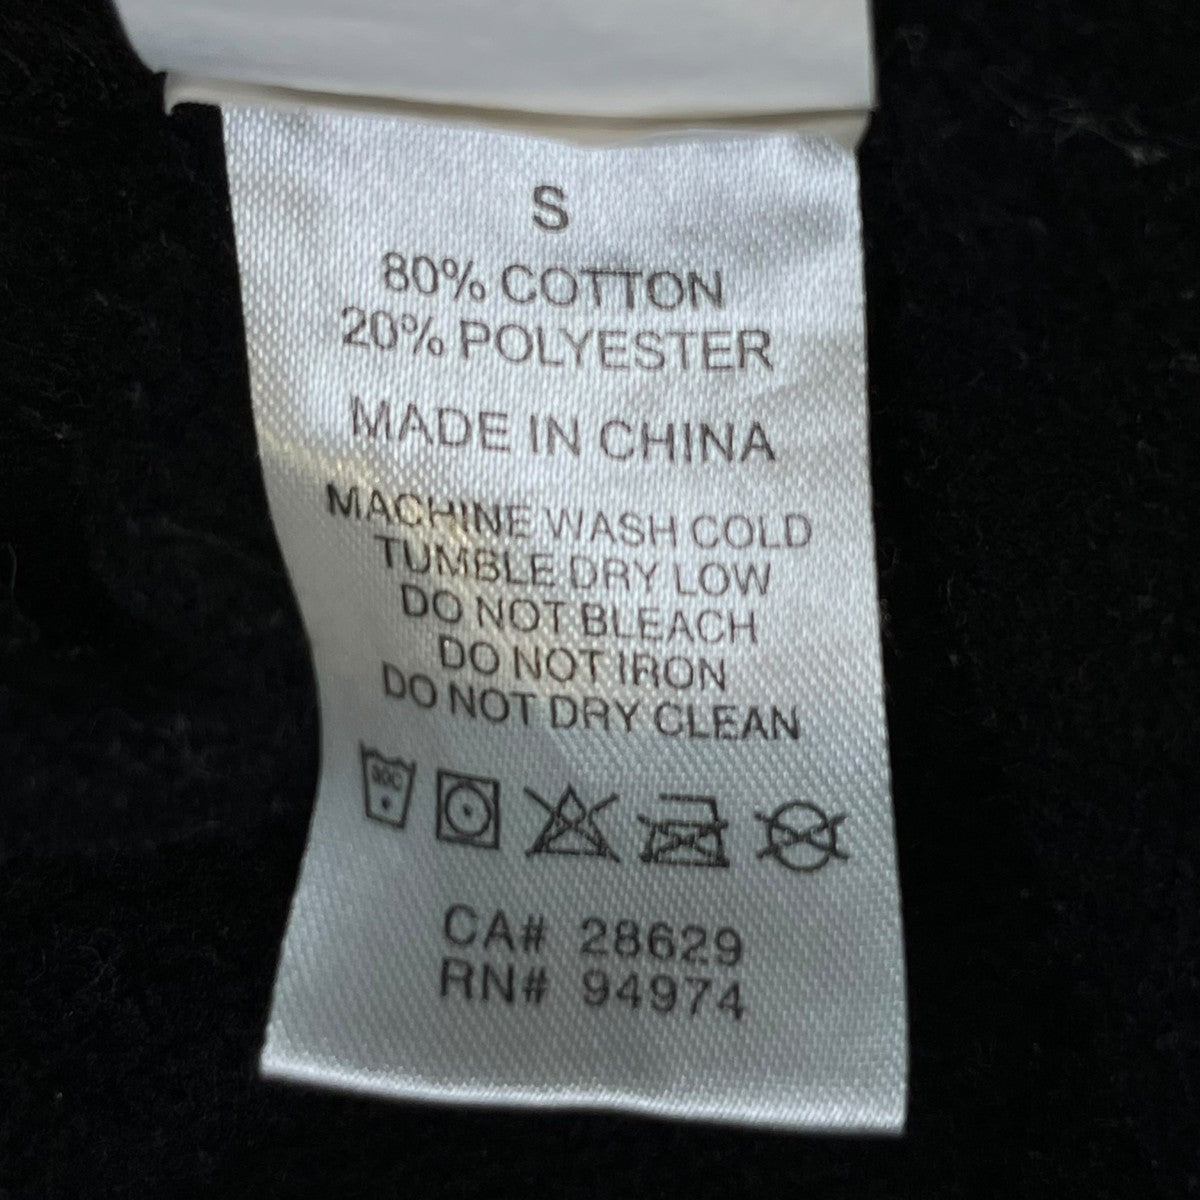 S
80% COTTON
20% POLYESTER
MADE IN CHINA
MACHINE WASH COLD
TUMBLE DRY LOW
DO NOT BLEACH
DO NOT IRON
DO NOT DRY CLEAN
30C
CA# 28629
RN# 94974